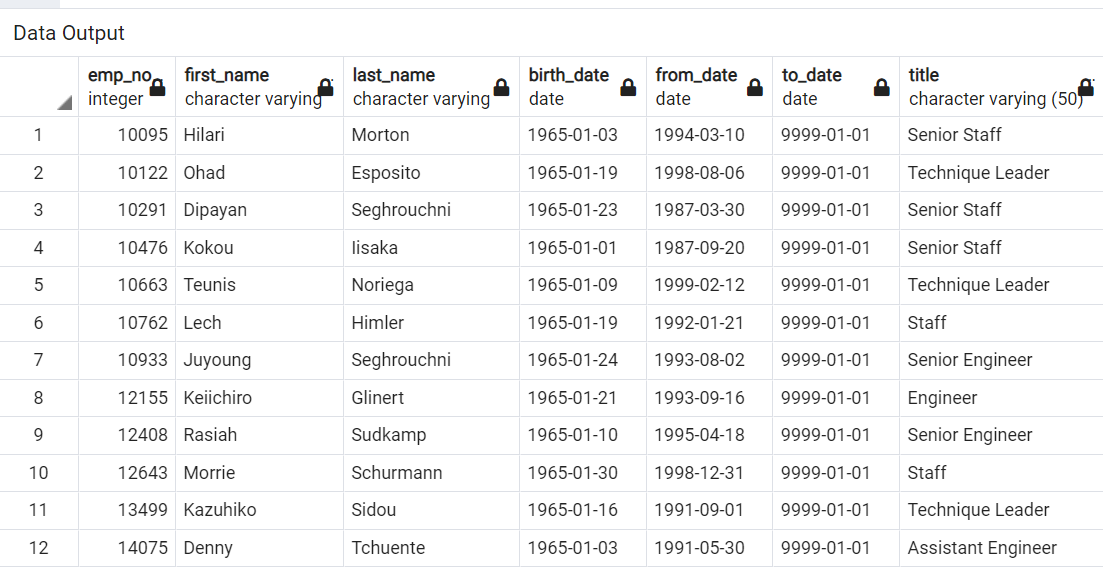 Data Output
emp_no first_name last_name birth_date from_date to_date title
integer character varying character varying date date date character varying (50)
1 10095 Hilari Morton 1965-01-03 1994-03-10 9999-01-01 Senior Staff
2 10122 Ohad Esposito 1965-01-19 1998-08-06 9999-01-01 Technique Leader
3 10291 Dipayan Seghrouchni 1965-01-23 1987-03-30 9999-01-01 Senior Staff
4 10476 Kokou Iisaka 1965-01-01 1987-09-20 9999-01-01 Senior Staff
5 10663 Teunis Noriega 1965-01-09 1999-02-12 9999-01-01 Technique Leader
6 10762 Lech Himler 1965-01-19 1992-01-21 9999-01-01 Staff
7 10933 Juyoung Seghrouchni 1965-01-24 1993-08-02 9999-01-01 Senior Engineer
8 12155 Keiichiro Glinert 1965-01-21 1993-09-16 9999-01-01 Engineer
9 12408 Rasiah Sudkamp 1965-01-10 1995-04-18 9999-01-01 Senior Engineer
10 12643 Morrie Schurmann 1965-01-30 1998-12-31 9999-01-01 Staff
11 13499 Kazuhiko Sidou 1965-01-16 1991-09-01 9999-01-01 Technique Leader
12 14075 Denny Tchuente 1965-01-03 1991-05-30 9999-01-01 Assistant Engineer